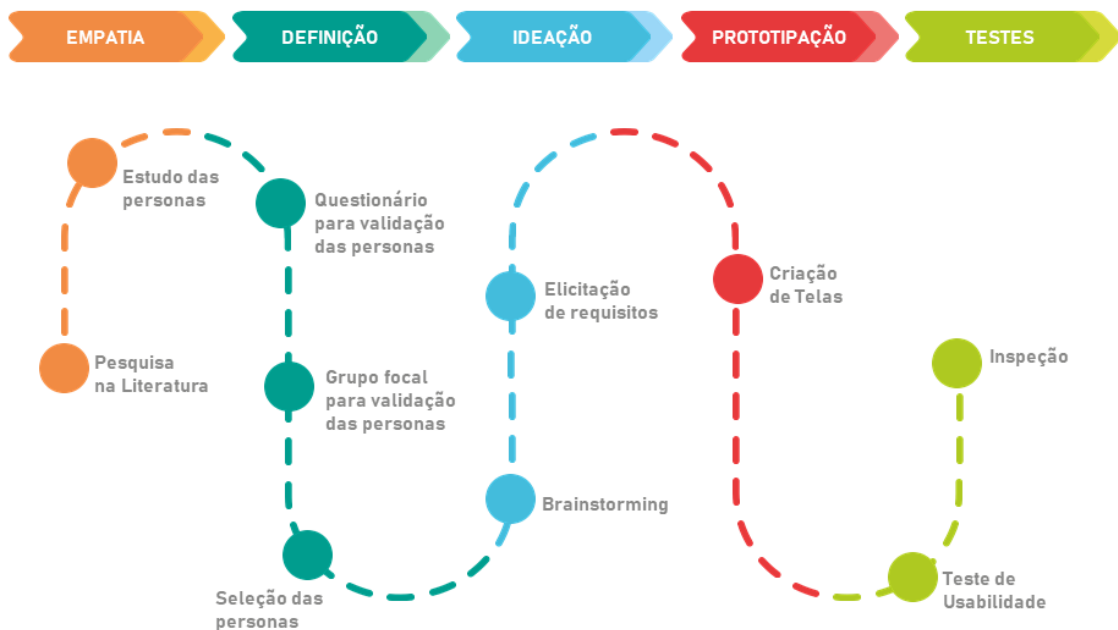 EMPATIA
DEFINIÇÃO
IDEAÇÃO
PROTOTIPAÇÃO
TESTES
Pesquisa
na Literatura
Estudo das
personas
Questionário
para validação
das personas
Grupo focal
para validação
das personas
Seleção das
personas
Brainstorming
Elicitação
de requisitos
Criação
de Telas
Teste de
Usabilidade
Inspeção